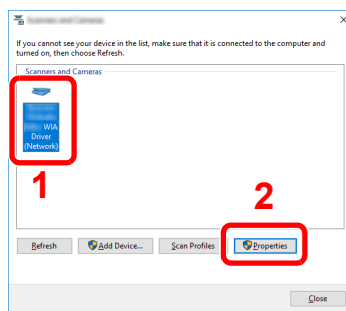 If you cannot see your device in the list, make sure that it is connected to the computer and
turned on, then choose Refresh.
Scanners and Cameras
WIA
Driver
(Network)
1
2
Refresh
Add Device...
Scan Profiles
Properties
Close